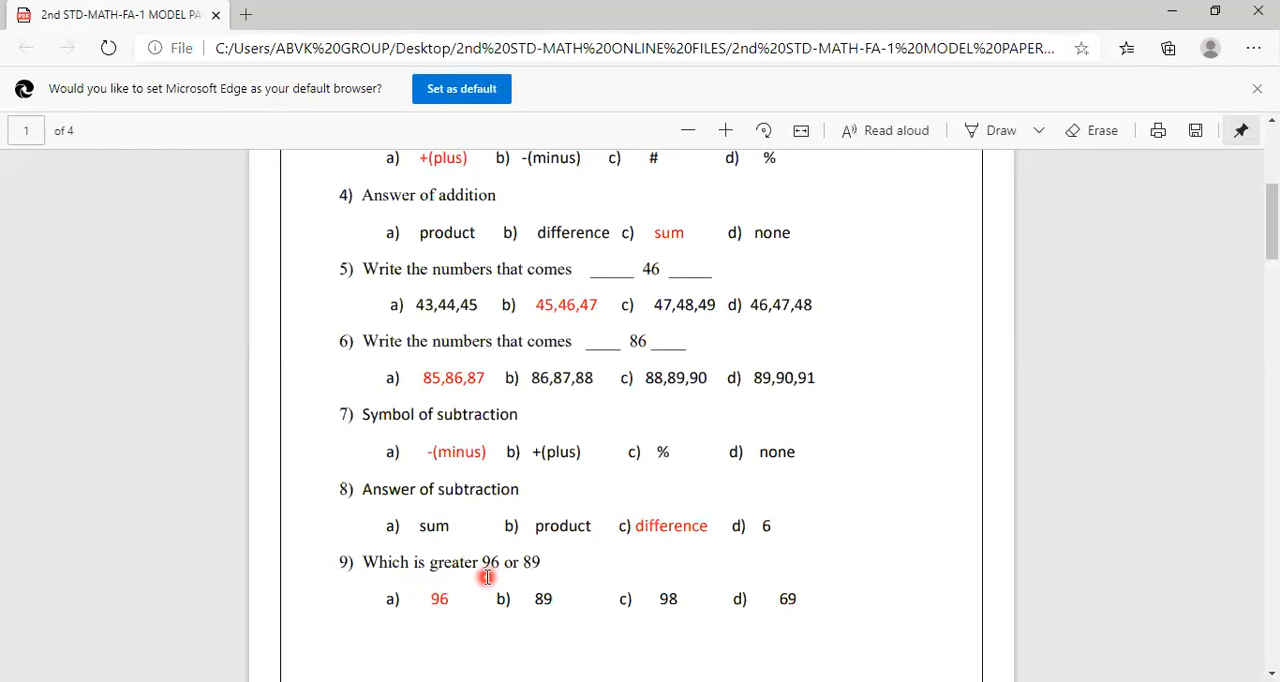 2nd STD-MATH-FA-1 MODEL PA
File C:/Users/ABVK%20GROUP/Desktop/2nd%20STD-MATH%20ONLINE%20FILES/2nd%20STD-MATH-FA-1%20MODEL%20PAPER...
Would you like to set Microsoft Edge as your default browser? Set as default
1 of 4 Read aloud Draw Erase
a) +(plus) b) -(minus) c) # d) %
4) Answer of addition
a) product b) difference c) sum d) none
5) Write the numbers that comes _____ 46 _____
a) 43,44,45 b) 45,46,47 c) 47,48,49 d) 46,47,48
6) Write the numbers that comes ____ 86 ____
a) 85,86,87 b) 86,87,88 c) 88,89,90 d) 89,90,91
7) Symbol of subtraction
a) -(minus) b) +(plus) c) % d) none
8) Answer of subtraction
a) sum b) product c) difference d) 6
9) Which is greater 96 or 89
a) 96 b) 89 c) 98 d) 69